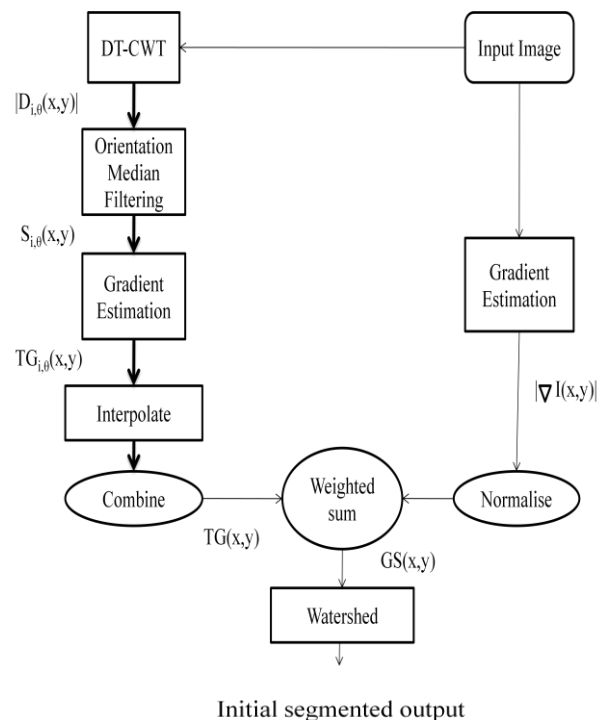 DT-CWT
Input Image
|D_{i,θ}(x,y)|
Orientation
Median
Filtering
S_{i,θ}(x,y)
Gradient
Estimation
Gradient
Estimation
TG_{i,θ}(x,y)
|∇ I(x,y)|
Interpolate
Combine
Weighted
sum
Normalise
TG(x,y)
GS(x,y)
Watershed
Initial segmented output